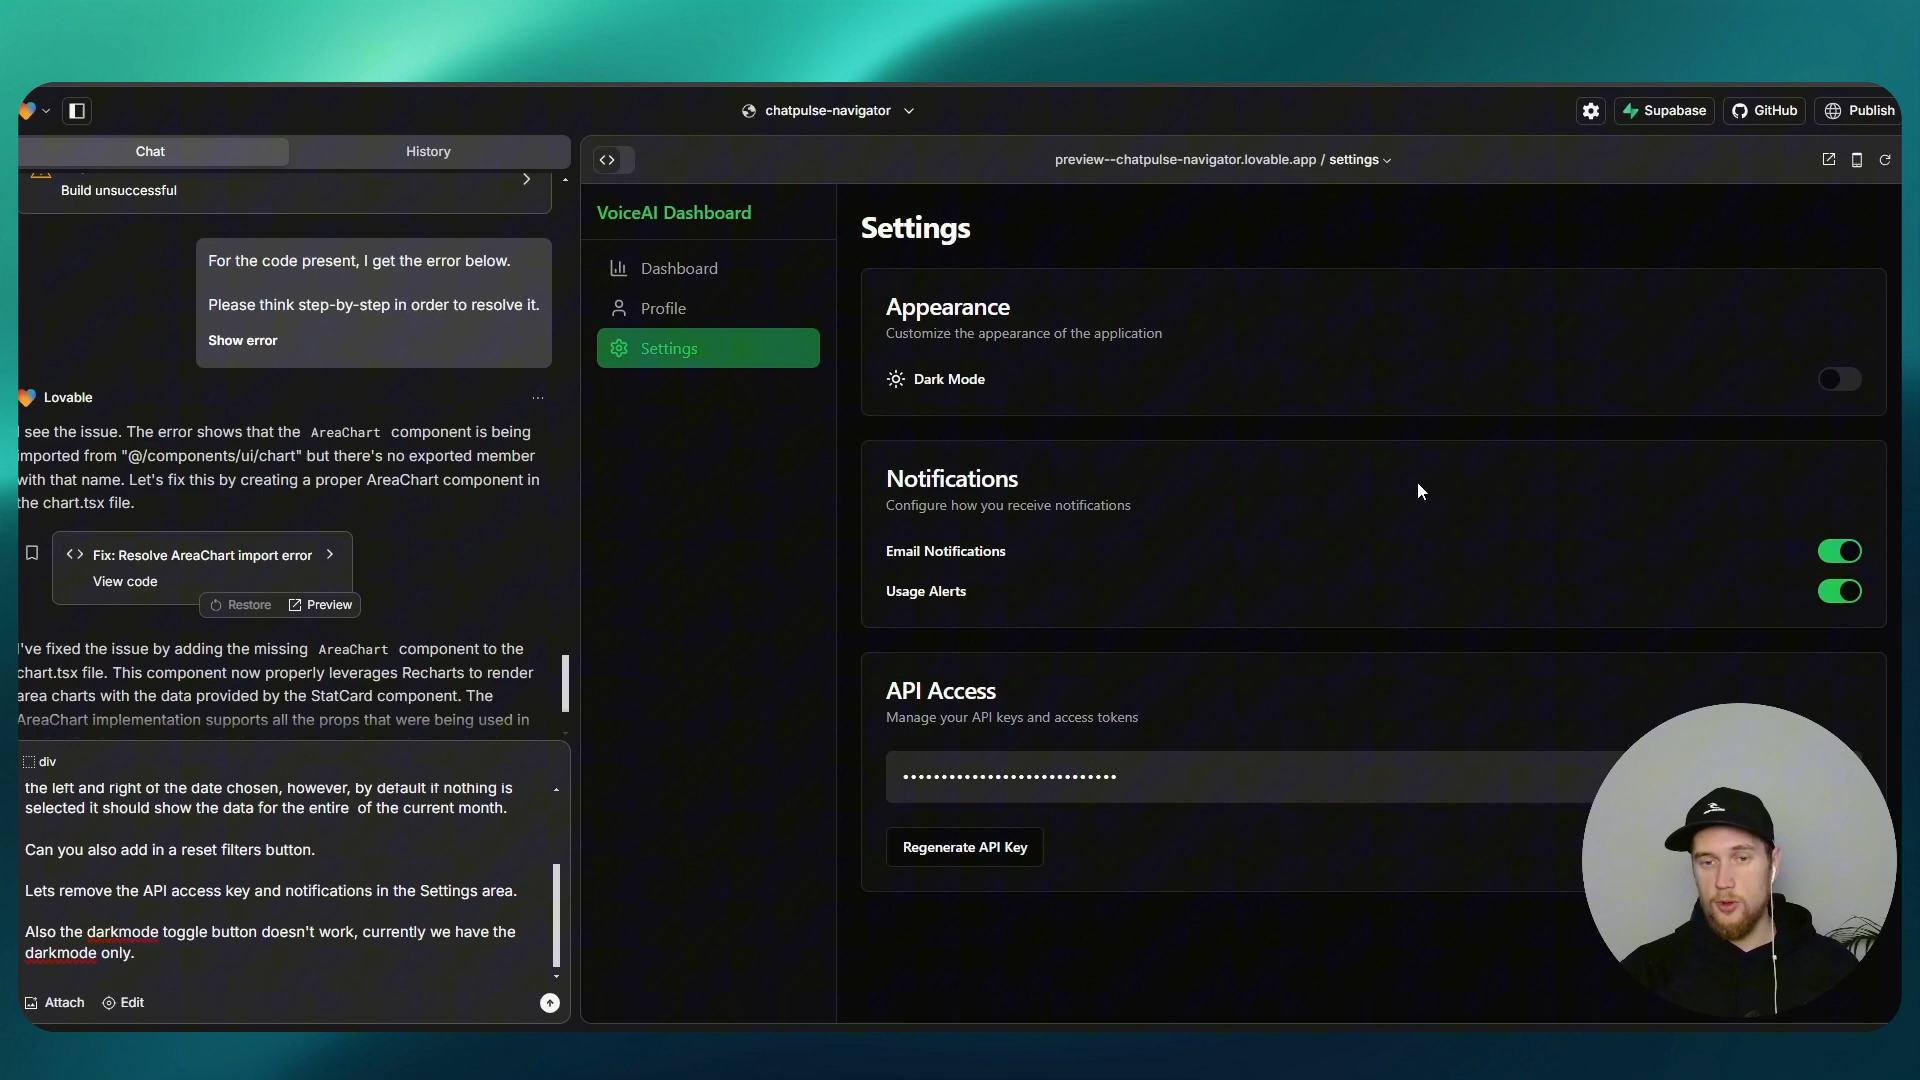 chatpulse-navigator
Supabase
GitHub
Publish
Chat
History
Build unsuccessful
For the code present, I get the error below.
Please think step-by-step in order to resolve it.
Show error
Lovable
I see the issue. The error shows that the AreaChart component is being
imported from "@/components/ui/chart" but there's no exported member
with that name. Let's fix this by creating a proper AreaChart component in
the chart.tsx file.
Fix: Resolve AreaChart import error
View code
Restore
Preview
I've fixed the issue by adding the missing AreaChart component to the
chart.tsx file. This component now properly leverages Recharts to render
area charts with the data provided by the StatCard component. The
AreaChart implementation supports all the props that were being used in
div
the left and right of the date chosen, however, by default if nothing is
selected it should show the data for the entire  of the current month.
Can you also add in a reset filters button.
Lets remove the API access key and notifications in the Settings area.
Also the darkmode toggle button doesn't work, currently we have the
darkmode only.
Attach
Edit
preview--chatpulse-navigator.lovable.app / settings
VoiceAI Dashboard
Dashboard
Profile
Settings
Settings
Appearance
Customize the appearance of the application
Dark Mode
Notifications
Configure how you receive notifications
Email Notifications
Usage Alerts
API Access
Manage your API keys and access tokens
••••••••••••••••••••••••••••
Regenerate API Key